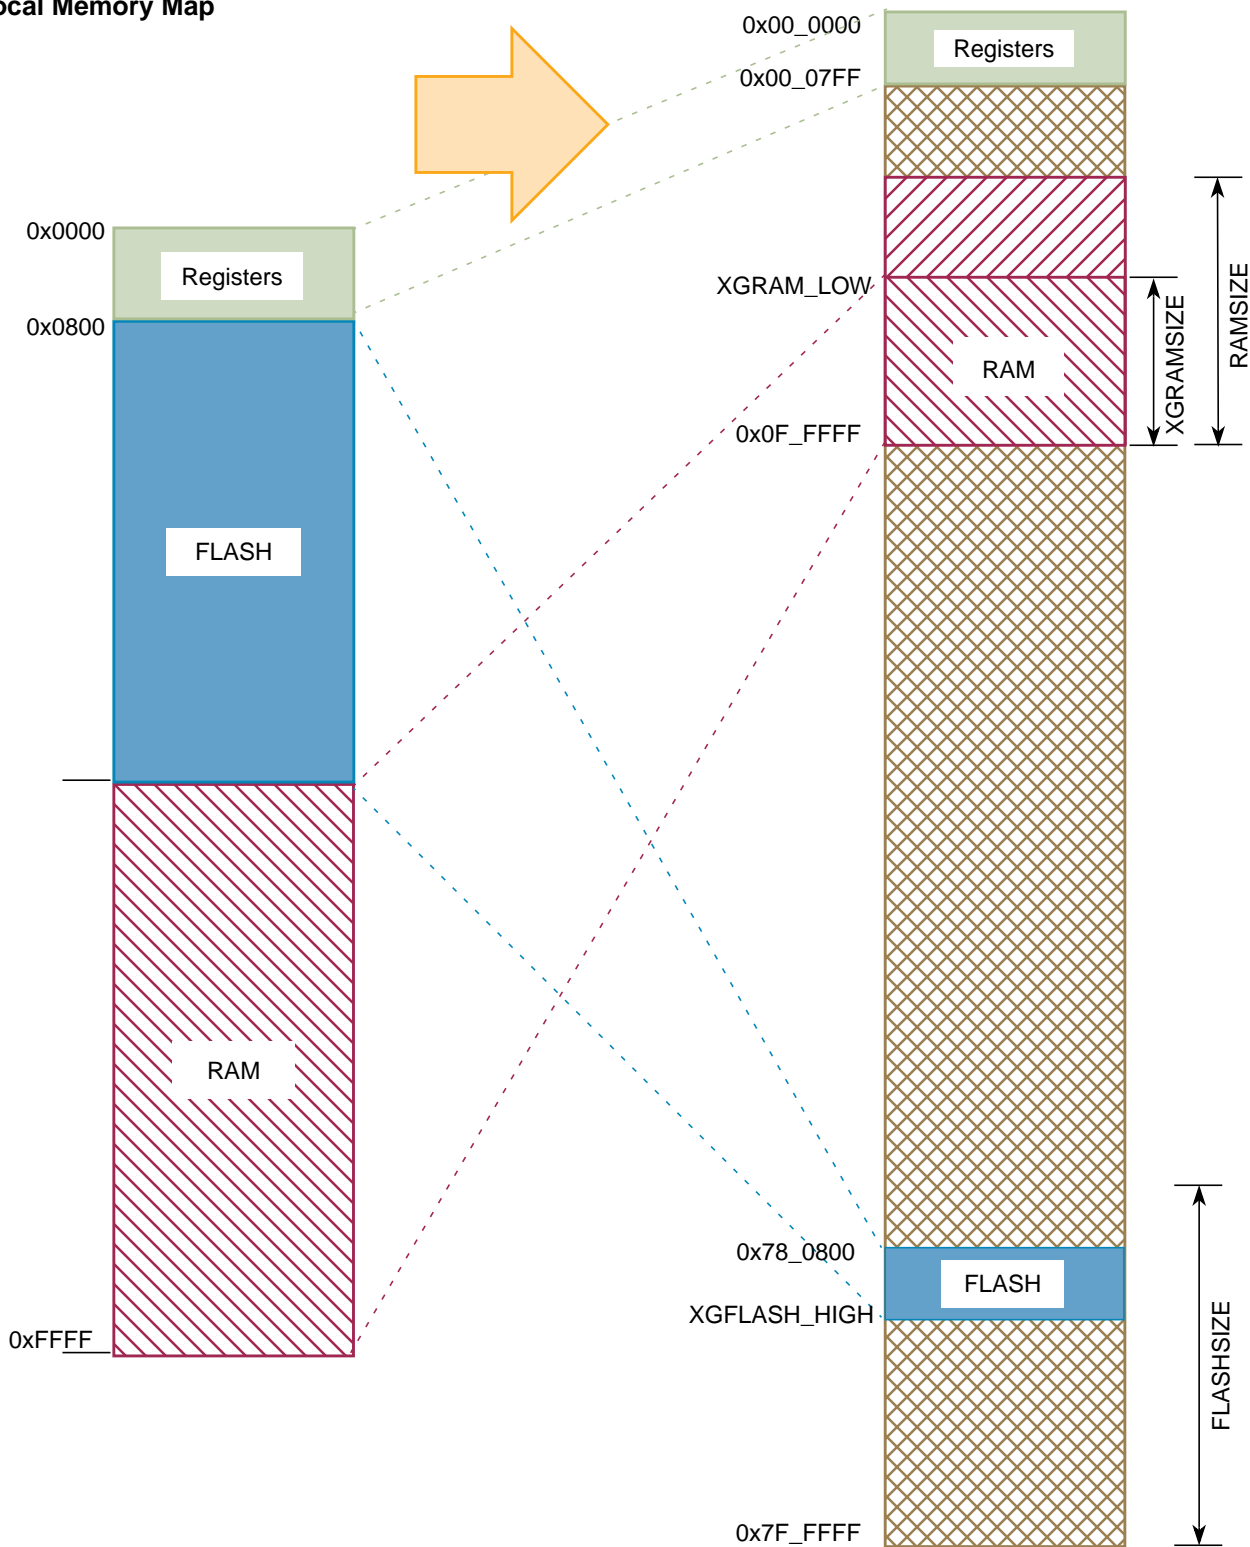 Memory Map
0x0000
Registers
0x0800
FLASH
RAM
0xFFFF
0x00_0000
Registers
0x00_07FF
XGRAM_LOW
RAM
0x0F_FFFF
XGRAMSIZE
RAMSIZE
0x78_0800
FLASH
XGFLASH_HIGH
FLASHSIZE
0x7F_FFFF